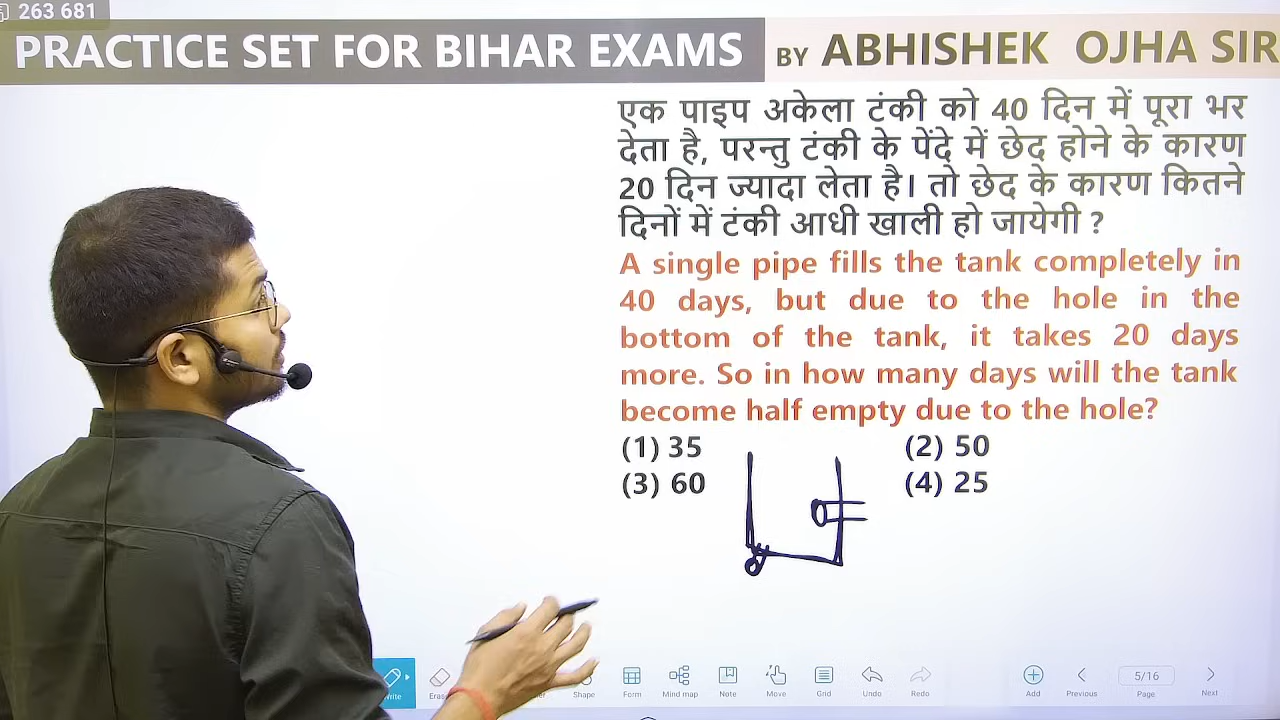 263 681
PRACTICE SET FOR BIHAR EXAMS BY ABHISHEK OJHA SIR
एक पाइप अकेला टंकी को 40 दिन में पूरा भर
देता है, परन्तु टंकी के पेंदे में छेद होने के कारण
20 दिन ज्यादा लेता है। तो छेद के कारण कितने
दिनों में टंकी आधी खाली हो जायेगी ?
A single pipe fills the tank completely in
40 days, but due to the hole in the
bottom of the tank, it takes 20 days
more. So in how many days will the tank
become half empty due to the hole?
(1) 35 (2) 50
(3) 60 (4) 25
5/16
Write Shape Form Mind map Note Move Grid Undo Redo Add Previous Page Next